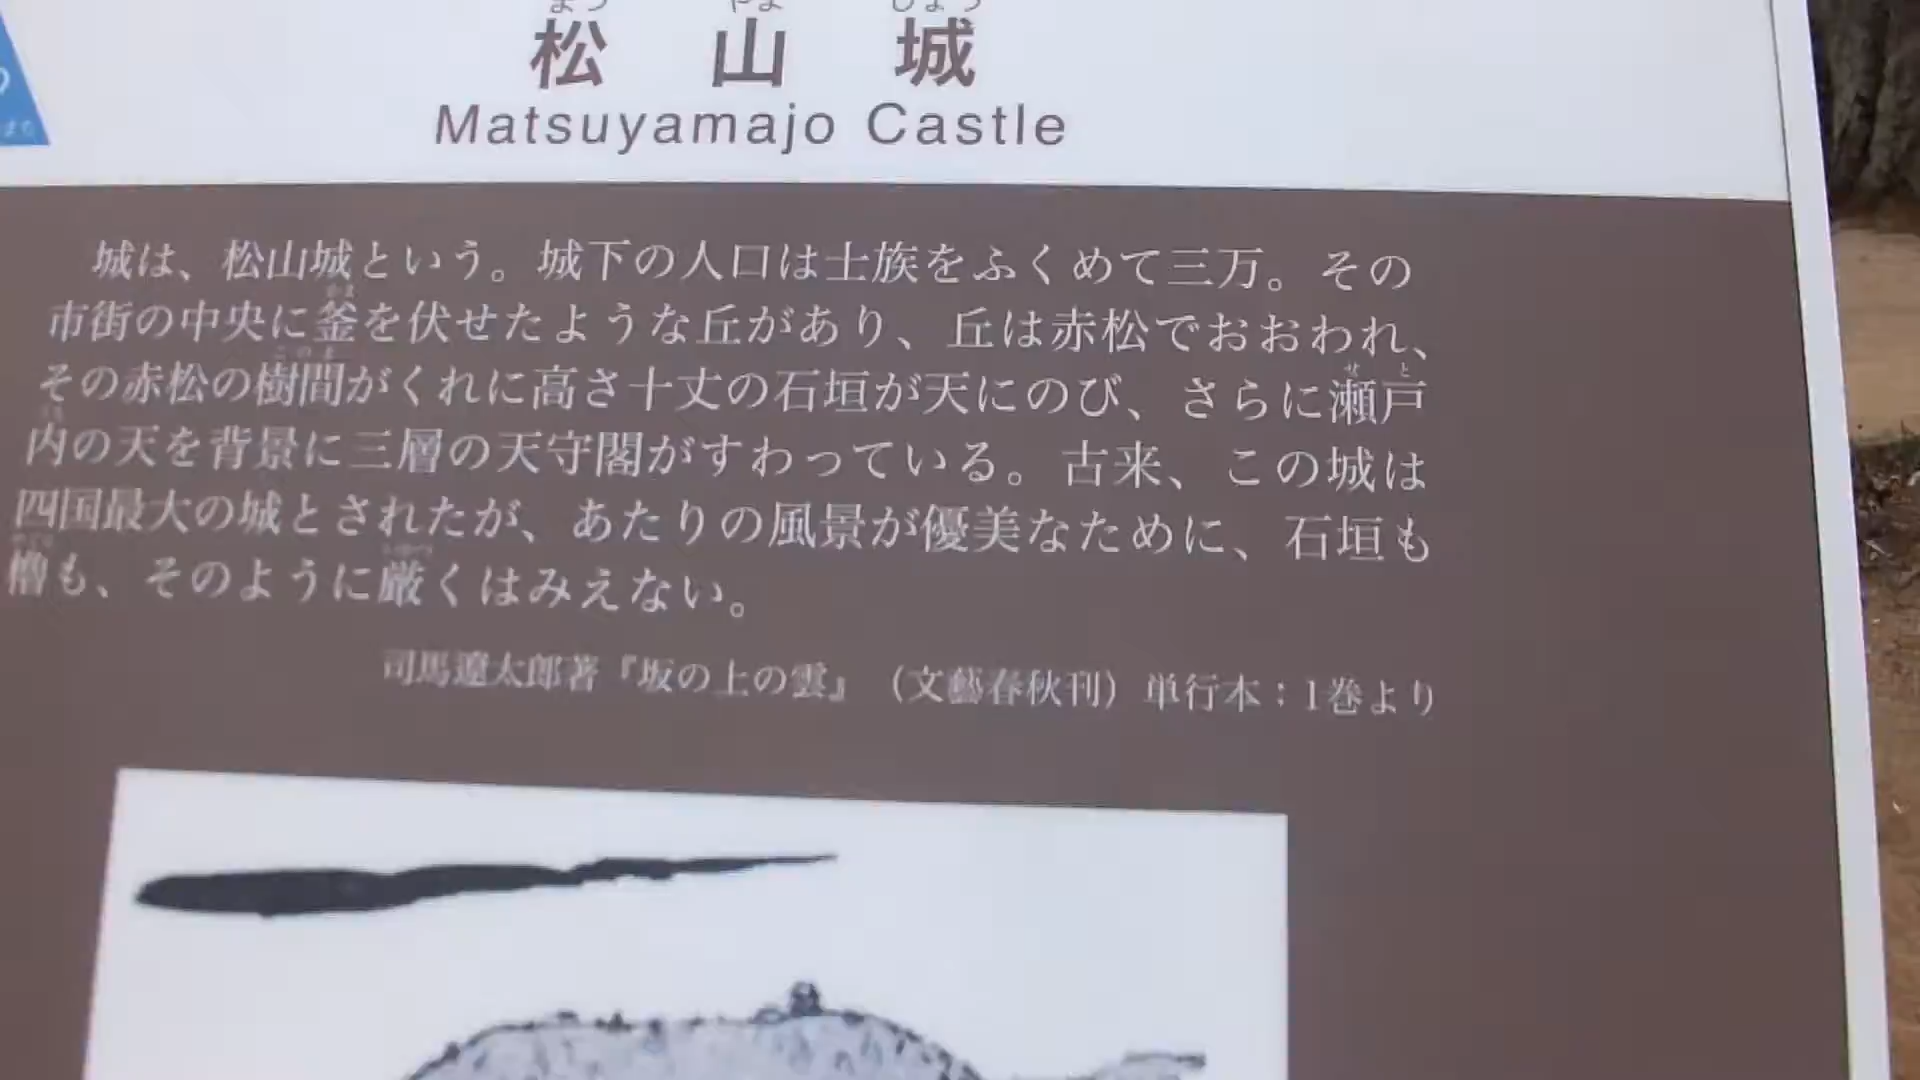 松山城
Matsuyamajo Castle
城は、松山城という。城下の人口は士族をふくめて三万。その
市街の中央に釜を伏せたような丘があり、丘は赤松でおおわれ、
その赤松の樹間がくれに高さ十丈の石垣が天にのび、さらに瀬戸
内の天を背景に三層の天守閣がすわっている。古来、この城は
四国最大の城とされたが、あたりの風景が優美なために、石垣も
櫓も、そのように厳くはみえない。
司馬遼太郎著『坂の上の雲』（文藝春秋刊）単行本：1巻より